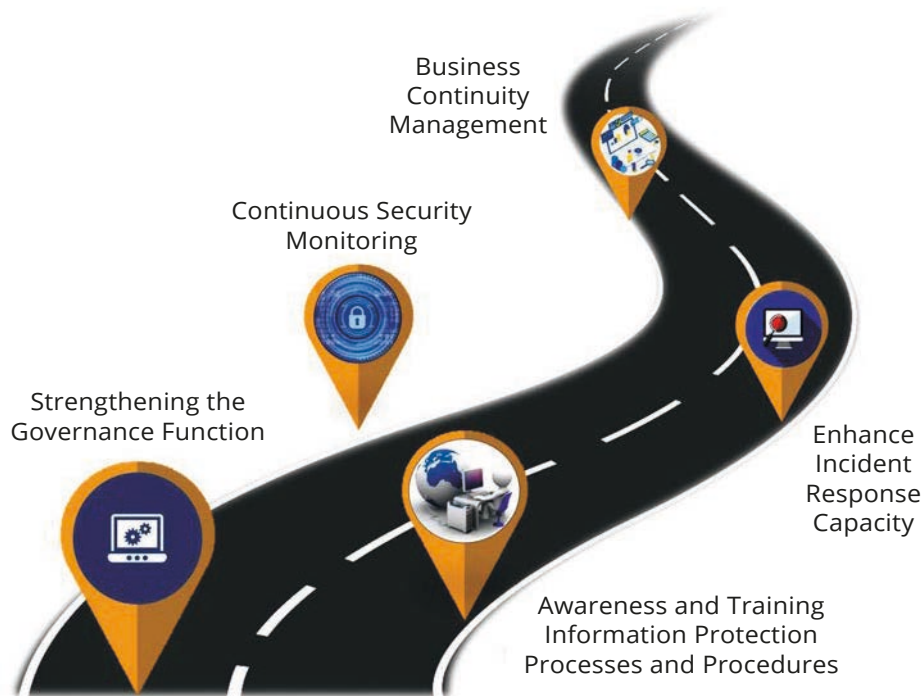 Business
Continuity
Management
Continuous Security
Monitoring
Strengthening the
Governance Function
Enhance
Incident
Response
Capacity
Awareness and Training
Information Protection
Processes and Procedures